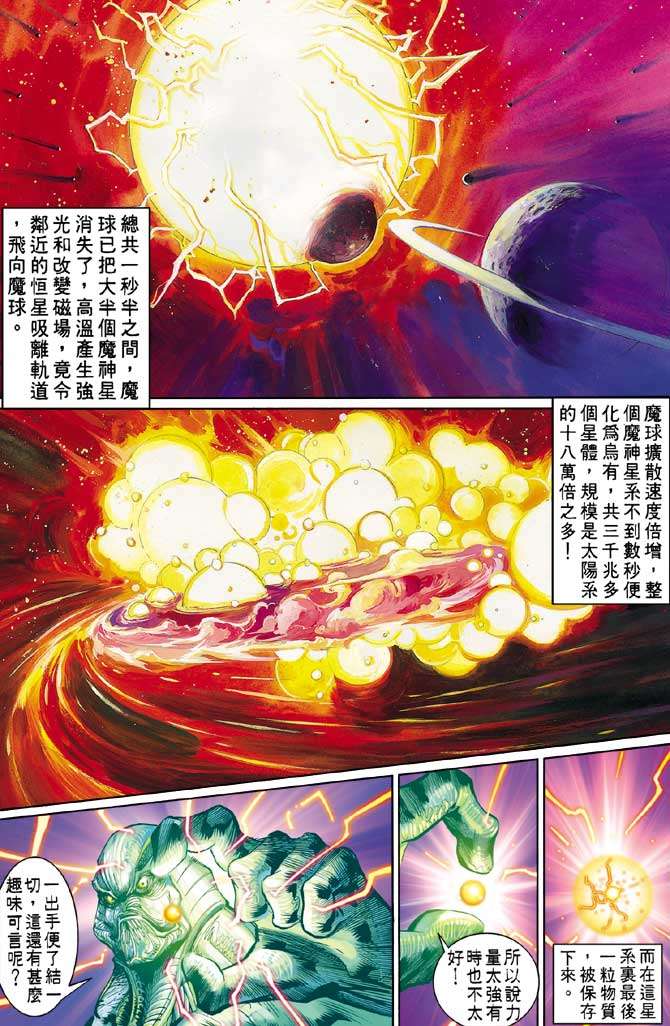 總共一秒半之間，魔
球已把大半個魔神星
消失了，高溫產生強
光和改變磁場，竟令
鄰近的恒星吸離軌道
，飛向魔球。
魔球擴散速度倍增，整
個魔神星系不到數秒便
化爲烏有，共三千兆多
個星體，規模是太陽系
的十八萬倍之多！
而在這星
系裏最後
一粒物質
，被保存
下來。
所以說力
量太強有
時也不太
好！
一出手便了結一
切，這還有甚麼
趣味可言呢？